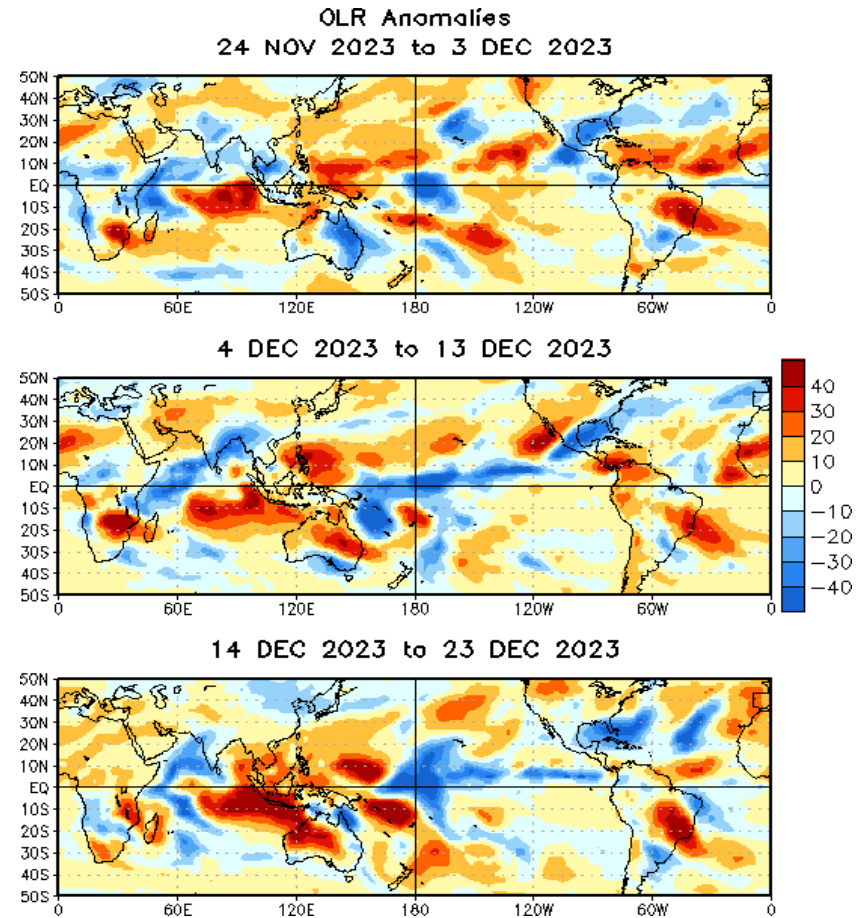 OLR Anomalies
24 NOV 2023 to 3 DEC 2023
50N
40N
30N
20N
10N
EQ
10S
20S
30S
40S
50S
0 60E 120E 180 120W 60W 0
4 DEC 2023 to 13 DEC 2023
50N
40N
30N
20N
10N
EQ
10S
20S
30S
40S
50S
0 60E 120E 180 120W 60W 0
40
30
20
10
0
-10
-20
-30
-40
14 DEC 2023 to 23 DEC 2023
50N
40N
30N
20N
10N
EQ
10S
20S
30S
40S
50S
0 60E 120E 180 120W 60W 0